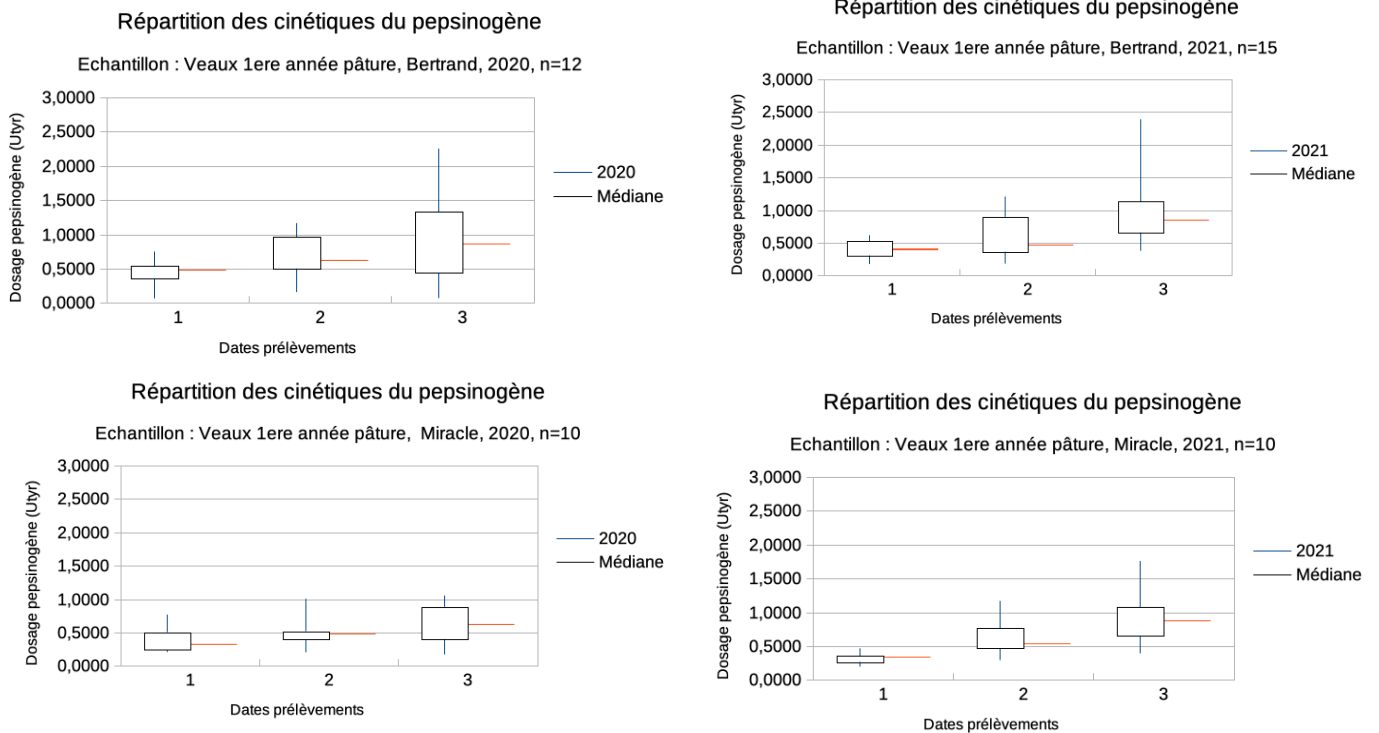 Répartition des cinétiques du pepsinogène
Echantillon : Veaux 1ere année pâture, Bertrand, 2020, n=12
Dosage pepsinogène (Utyr)
3,0000
2,5000
2,0000
1,5000
1,0000
0,5000
0,0000
1 2 3
Dates prélèvements
2020
Médiane
Répartition des cinétiques du pepsinogène
Echantillon : Veaux 1ere année pâture, Bertrand, 2021, n=15
Dosage pepsinogène (Utyr)
3,0000
2,5000
2,0000
1,5000
1,0000
0,5000
0,0000
1 2 3
Dates prélèvements
2021
Médiane
Répartition des cinétiques du pepsinogène
Echantillon : Veaux 1ere année pâture, Miracle, 2020, n=10
Dosage pepsinogène (Utyr)
3,0000
2,5000
2,0000
1,5000
1,0000
0,5000
0,0000
1 2 3
Dates prélèvements
2020
Médiane
Répartition des cinétiques du pepsinogène
Echantillon : Veaux 1ere année pâture, Miracle, 2021, n=10
Dosage pepsinogène (Utyr)
3,0000
2,5000
2,0000
1,5000
1,0000
0,5000
0,0000
1 2 3
Dates prélèvements
2021
Médiane